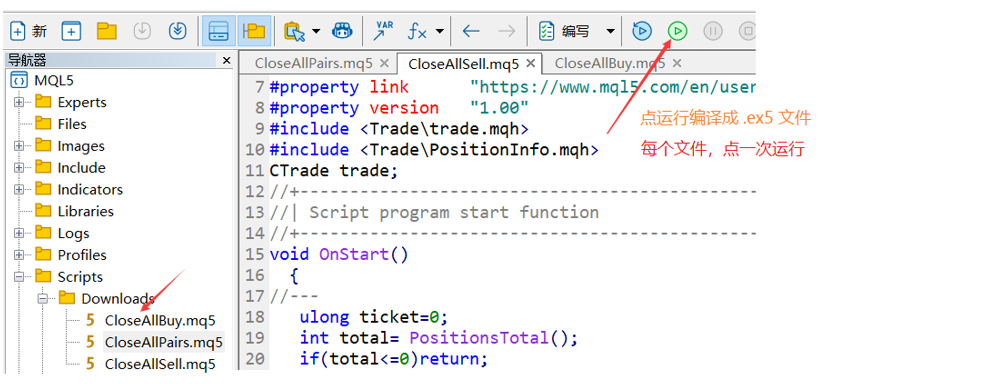 新
VAR
fx
编写
导航器
MQL5
Experts
Files
Images
Include
Indicators
Libraries
Logs
Profiles
Scripts
Downloads
5 CloseAllBuy.mq5
5 CloseAllPairs.mq5
5 CloseAllSell.mq5
CloseAllPairs.mq5
CloseAllSell.mq5
CloseAllBuy.mq5
7 #property link "https://www.mql5.com/en/user
8 #property version "1.00"
9 #include <Trade\trade.mqh>
10 #include <Trade\PositionInfo.mqh>
11 CTrade trade;
12 //+------------------------------------------------
13 //| Script program start function
14 //+------------------------------------------------
15 void OnStart()
16 {
17 //---
18 ulong ticket=0;
19 int total= PositionsTotal();
20 if(total<=0)return;
点运行编译成 .ex5 文件
每个文件，点一次运行